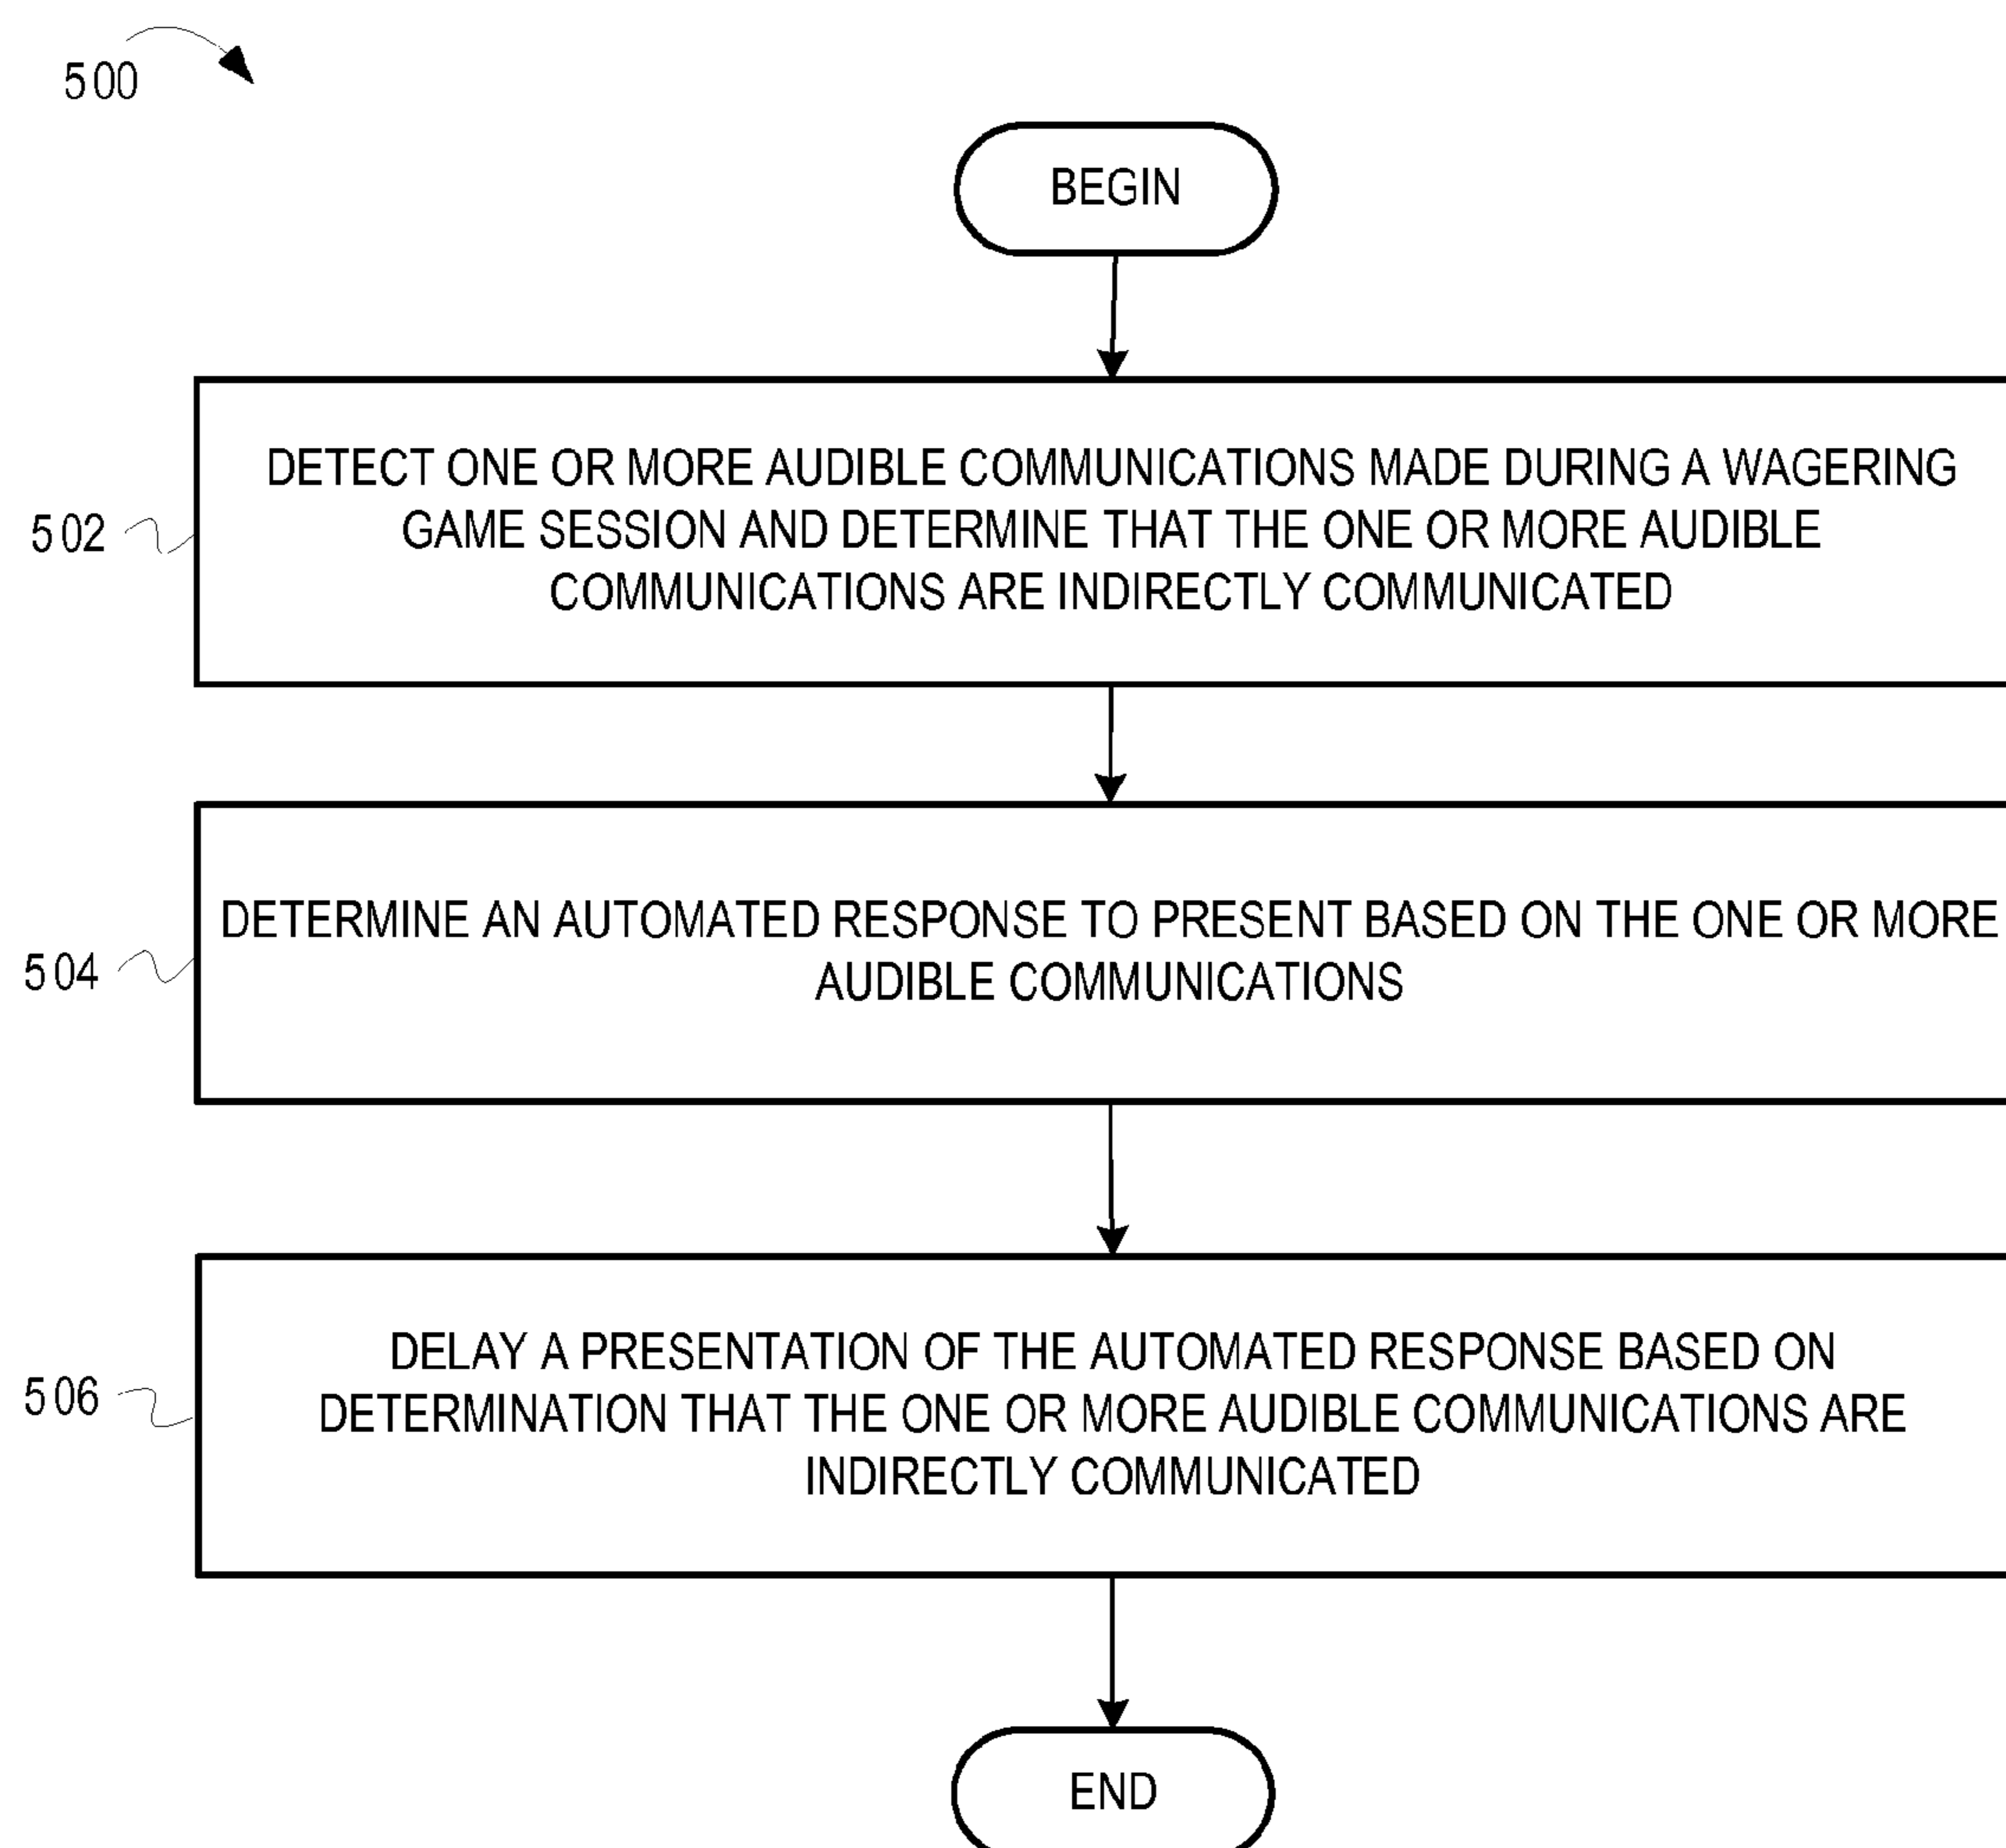 500
BEGIN
DETECT ONE OR MORE AUDIBLE COMMUNICATIONS MADE DURING A WAGERING
GAME SESSION AND DETERMINE THAT THE ONE OR MORE AUDIBLE
COMMUNICATIONS ARE INDIRECTLY COMMUNICATED
502
DETERMINE AN AUTOMATED RESPONSE TO PRESENT BASED ON THE ONE OR MORE
AUDIBLE COMMUNICATIONS
504
DELAY A PRESENTATION OF THE AUTOMATED RESPONSE BASED ON
DETERMINATION THAT THE ONE OR MORE AUDIBLE COMMUNICATIONS ARE
INDIRECTLY COMMUNICATED
506
END